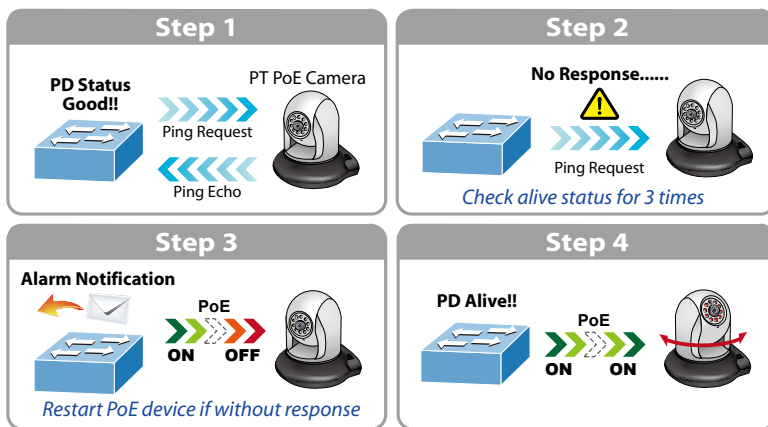 Step 1
PD Status
Good!!
PT PoE Camera
Ping Request
Ping Echo
Step 2
No Response......
Ping Request
Check alive status for 3 times
Step 3
Alarm Notification
PoE
ON OFF
Restart PoE device if without response
Step 4
PD Alive!!
PoE
ON ON